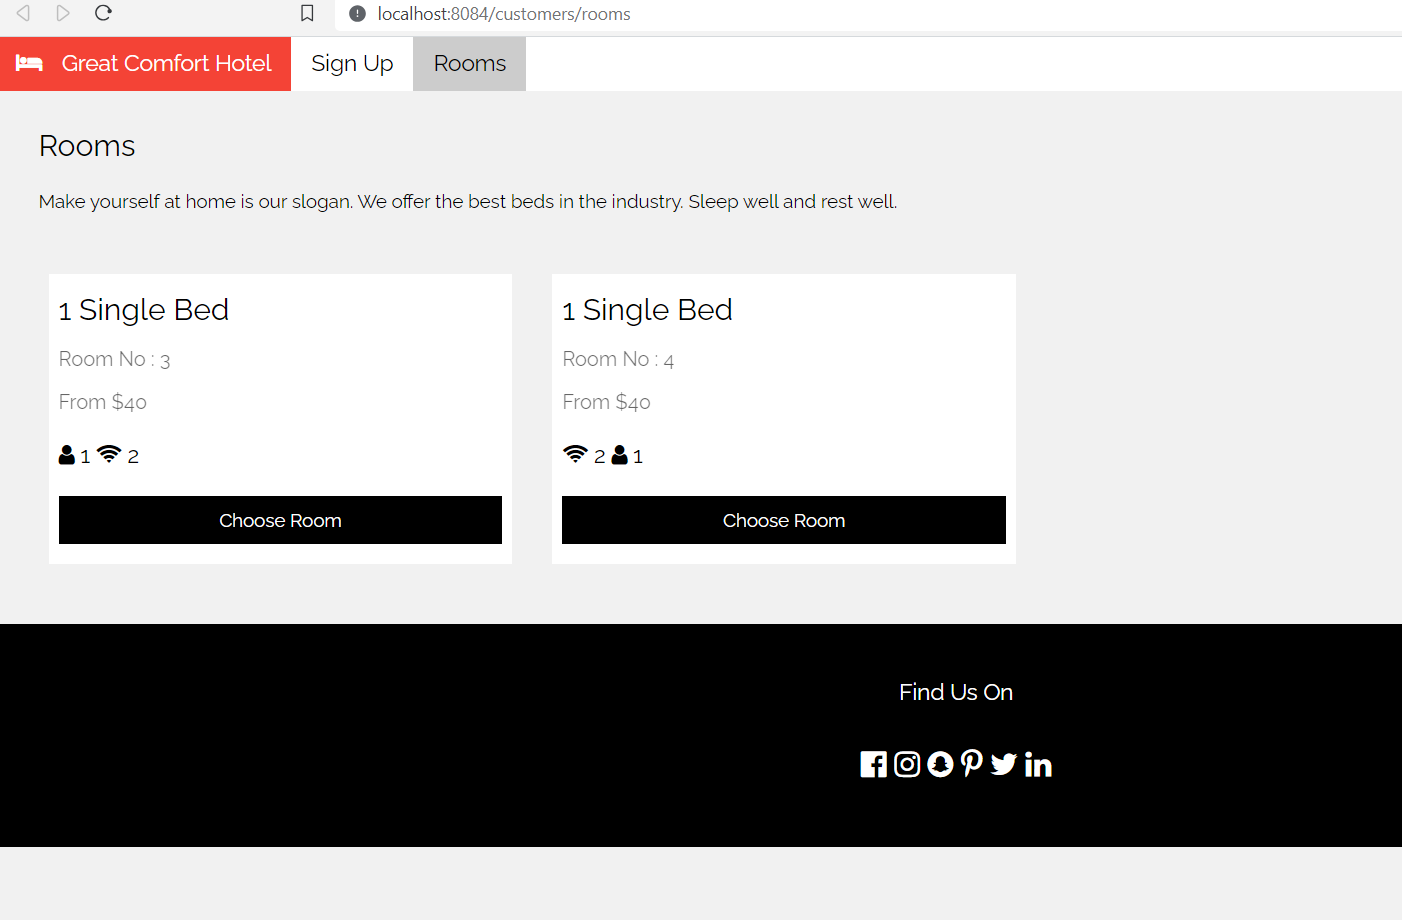 localhost:8084/customers/rooms
Great Comfort Hotel Sign Up Rooms
Rooms
Make yourself at home is our slogan. We offer the best beds in the industry. Sleep well and rest well.
1 Single Bed
Room No : 3
From $40
1 2
Choose Room
1 Single Bed
Room No : 4
From $40
2 1
Choose Room
Find Us On